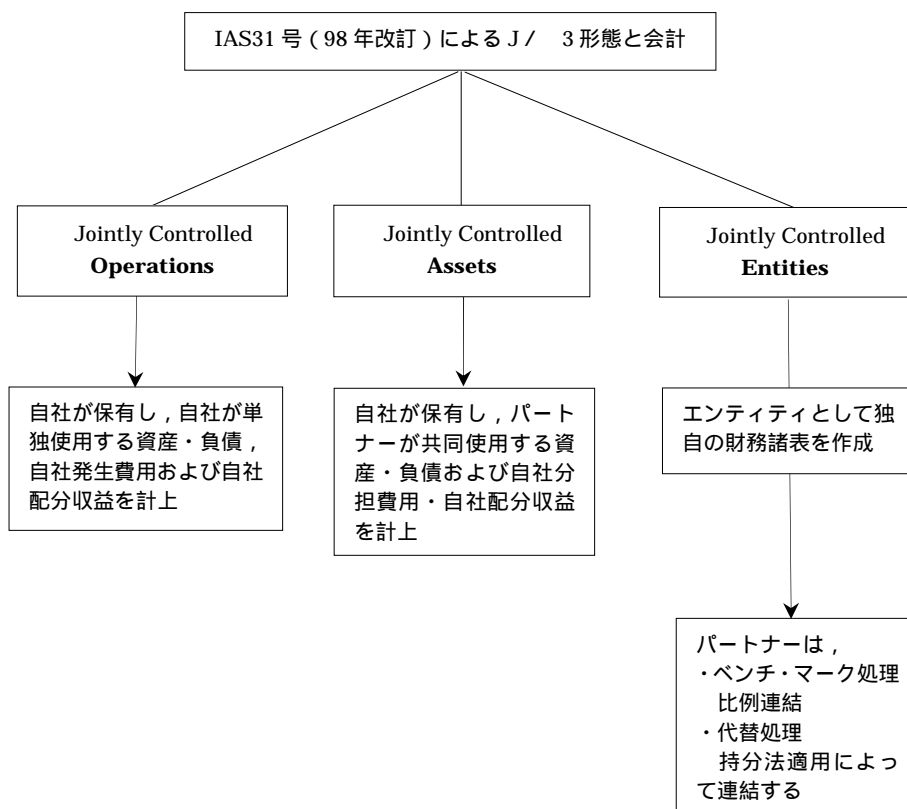 IAS31 号 ( 98 年改訂 ) による J / 3 形態と会計
Jointly Controlled
Operations
Jointly Controlled
Assets
Jointly Controlled
Entities
自社が保有し , 自社が単
独使用する資産・負債 ,
自社発生費用および自社
配分収益を計上
自社が保有し , パート
ナーが共同使用する資
産・負債および自社分
担費用・自社配分収益
を計上
エンティティとして独
自の財務諸表を作成
パートナーは ,
・ベンチ・マーク処理
比例連結
・代替処理
持分法適用によっ
て連結する